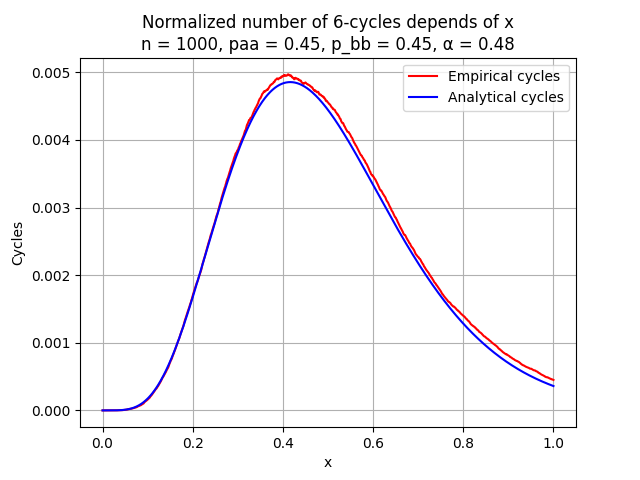 Normalized number of 6-cycles depends of x
n = 1000, paa = 0.45, p_bb = 0.45, α = 0.48
Empirical cycles
Analytical cycles
Cycles
0.005
0.004
0.003
0.002
0.001
0.000
0.0 0.2 0.4 0.6 0.8 1.0
x